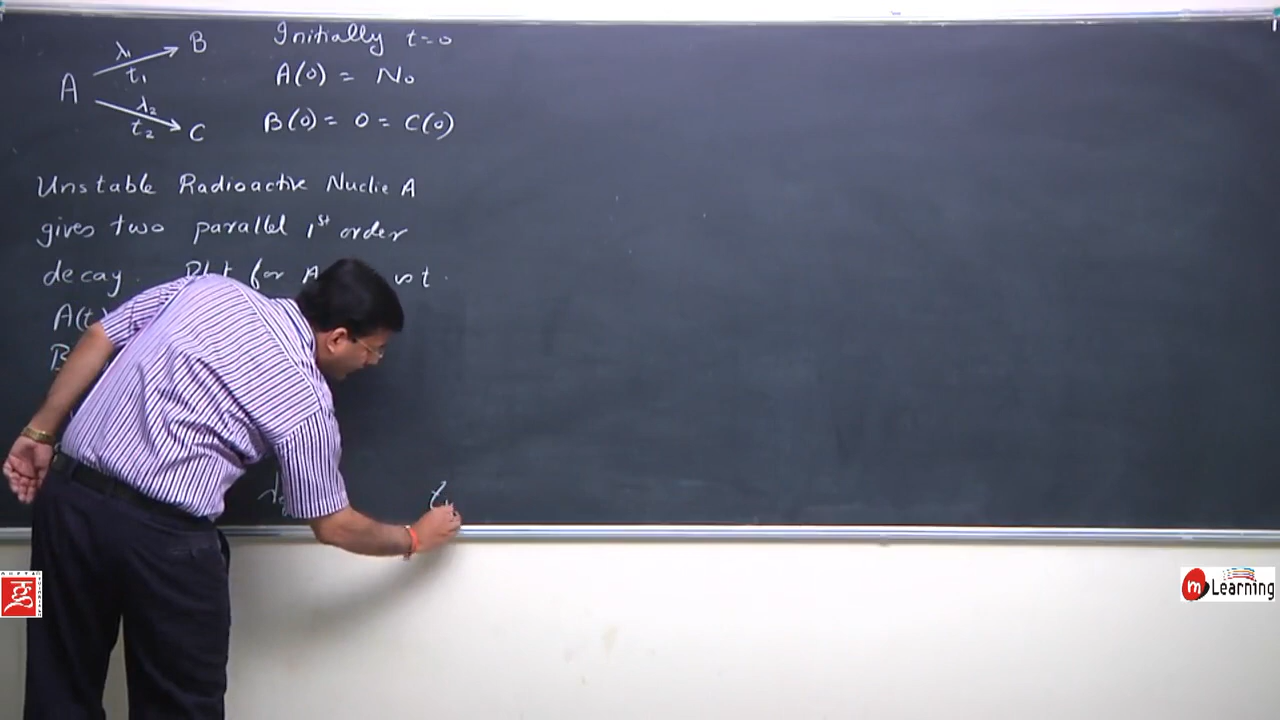 λ₁
A → B
t₁
λ₂
t₂ C
Initially t=0
A(0) = N₀
B(0) = 0 = C(0)
Unstable Radioactive Nuclie A
gives two parallel 1st order
decay. Plot for A vs t.
A(t)
B
t
m Learning